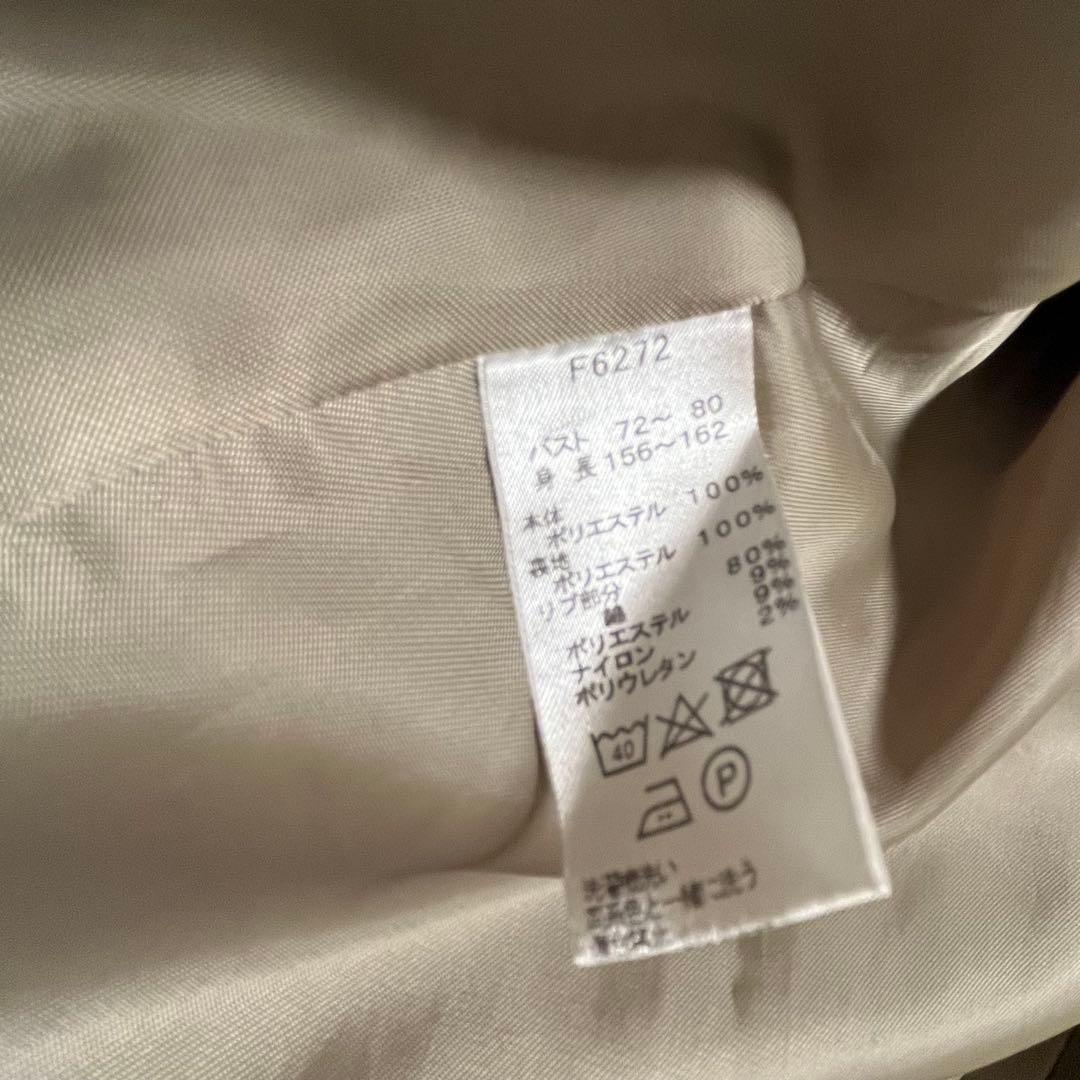 F6272
バスト 72～ 80
身 長 156～162
本体
ポリエステル 100%
裏地
ポリエステル 100%
リブ部分
綿 80%
ポリエステル 9%
ナイロン 9%
ポリウレタン 2%
40
P